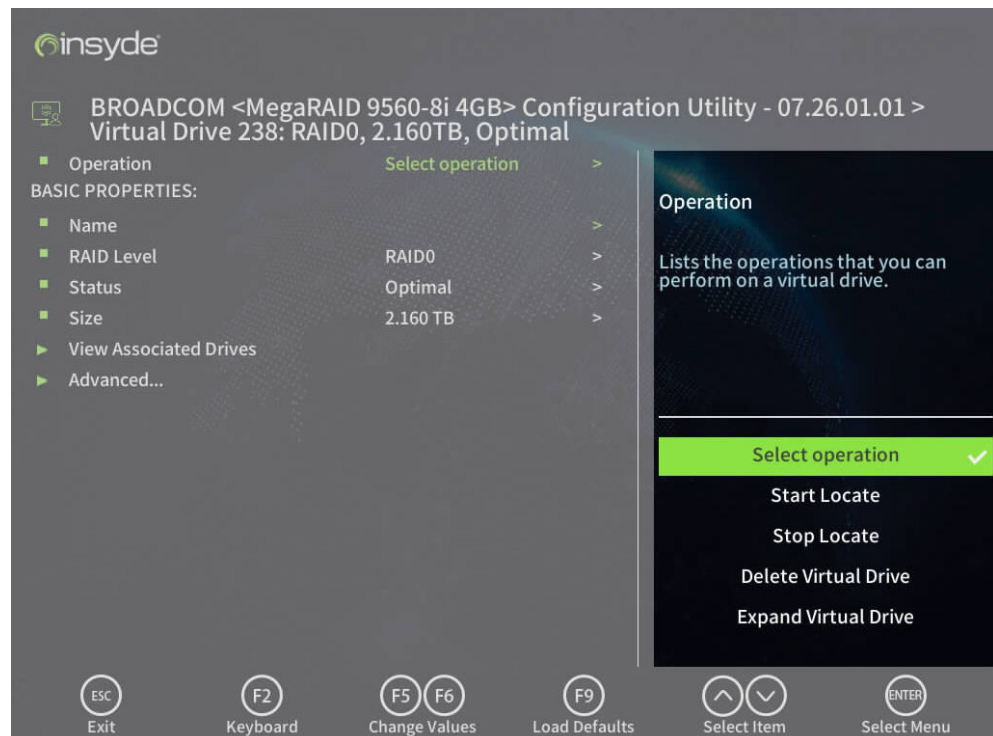 insyde
BROADCOM <MegaRAID 9560-8i 4GB> Configuration Utility - 07.26.01.01 >
Virtual Drive 238: RAID0, 2.160TB, Optimal
Operation Select operation >
BASIC PROPERTIES:
Name >
RAID Level RAID0 >
Status Optimal >
Size 2.160 TB >
View Associated Drives
Advanced...
Operation
Lists the operations that you can
perform on a virtual drive.
Select operation
Start Locate
Stop Locate
Delete Virtual Drive
Expand Virtual Drive
ESC F2 F5 F6 F9 ENTER
Exit Keyboard Change Values Load Defaults Select Item Select Menu